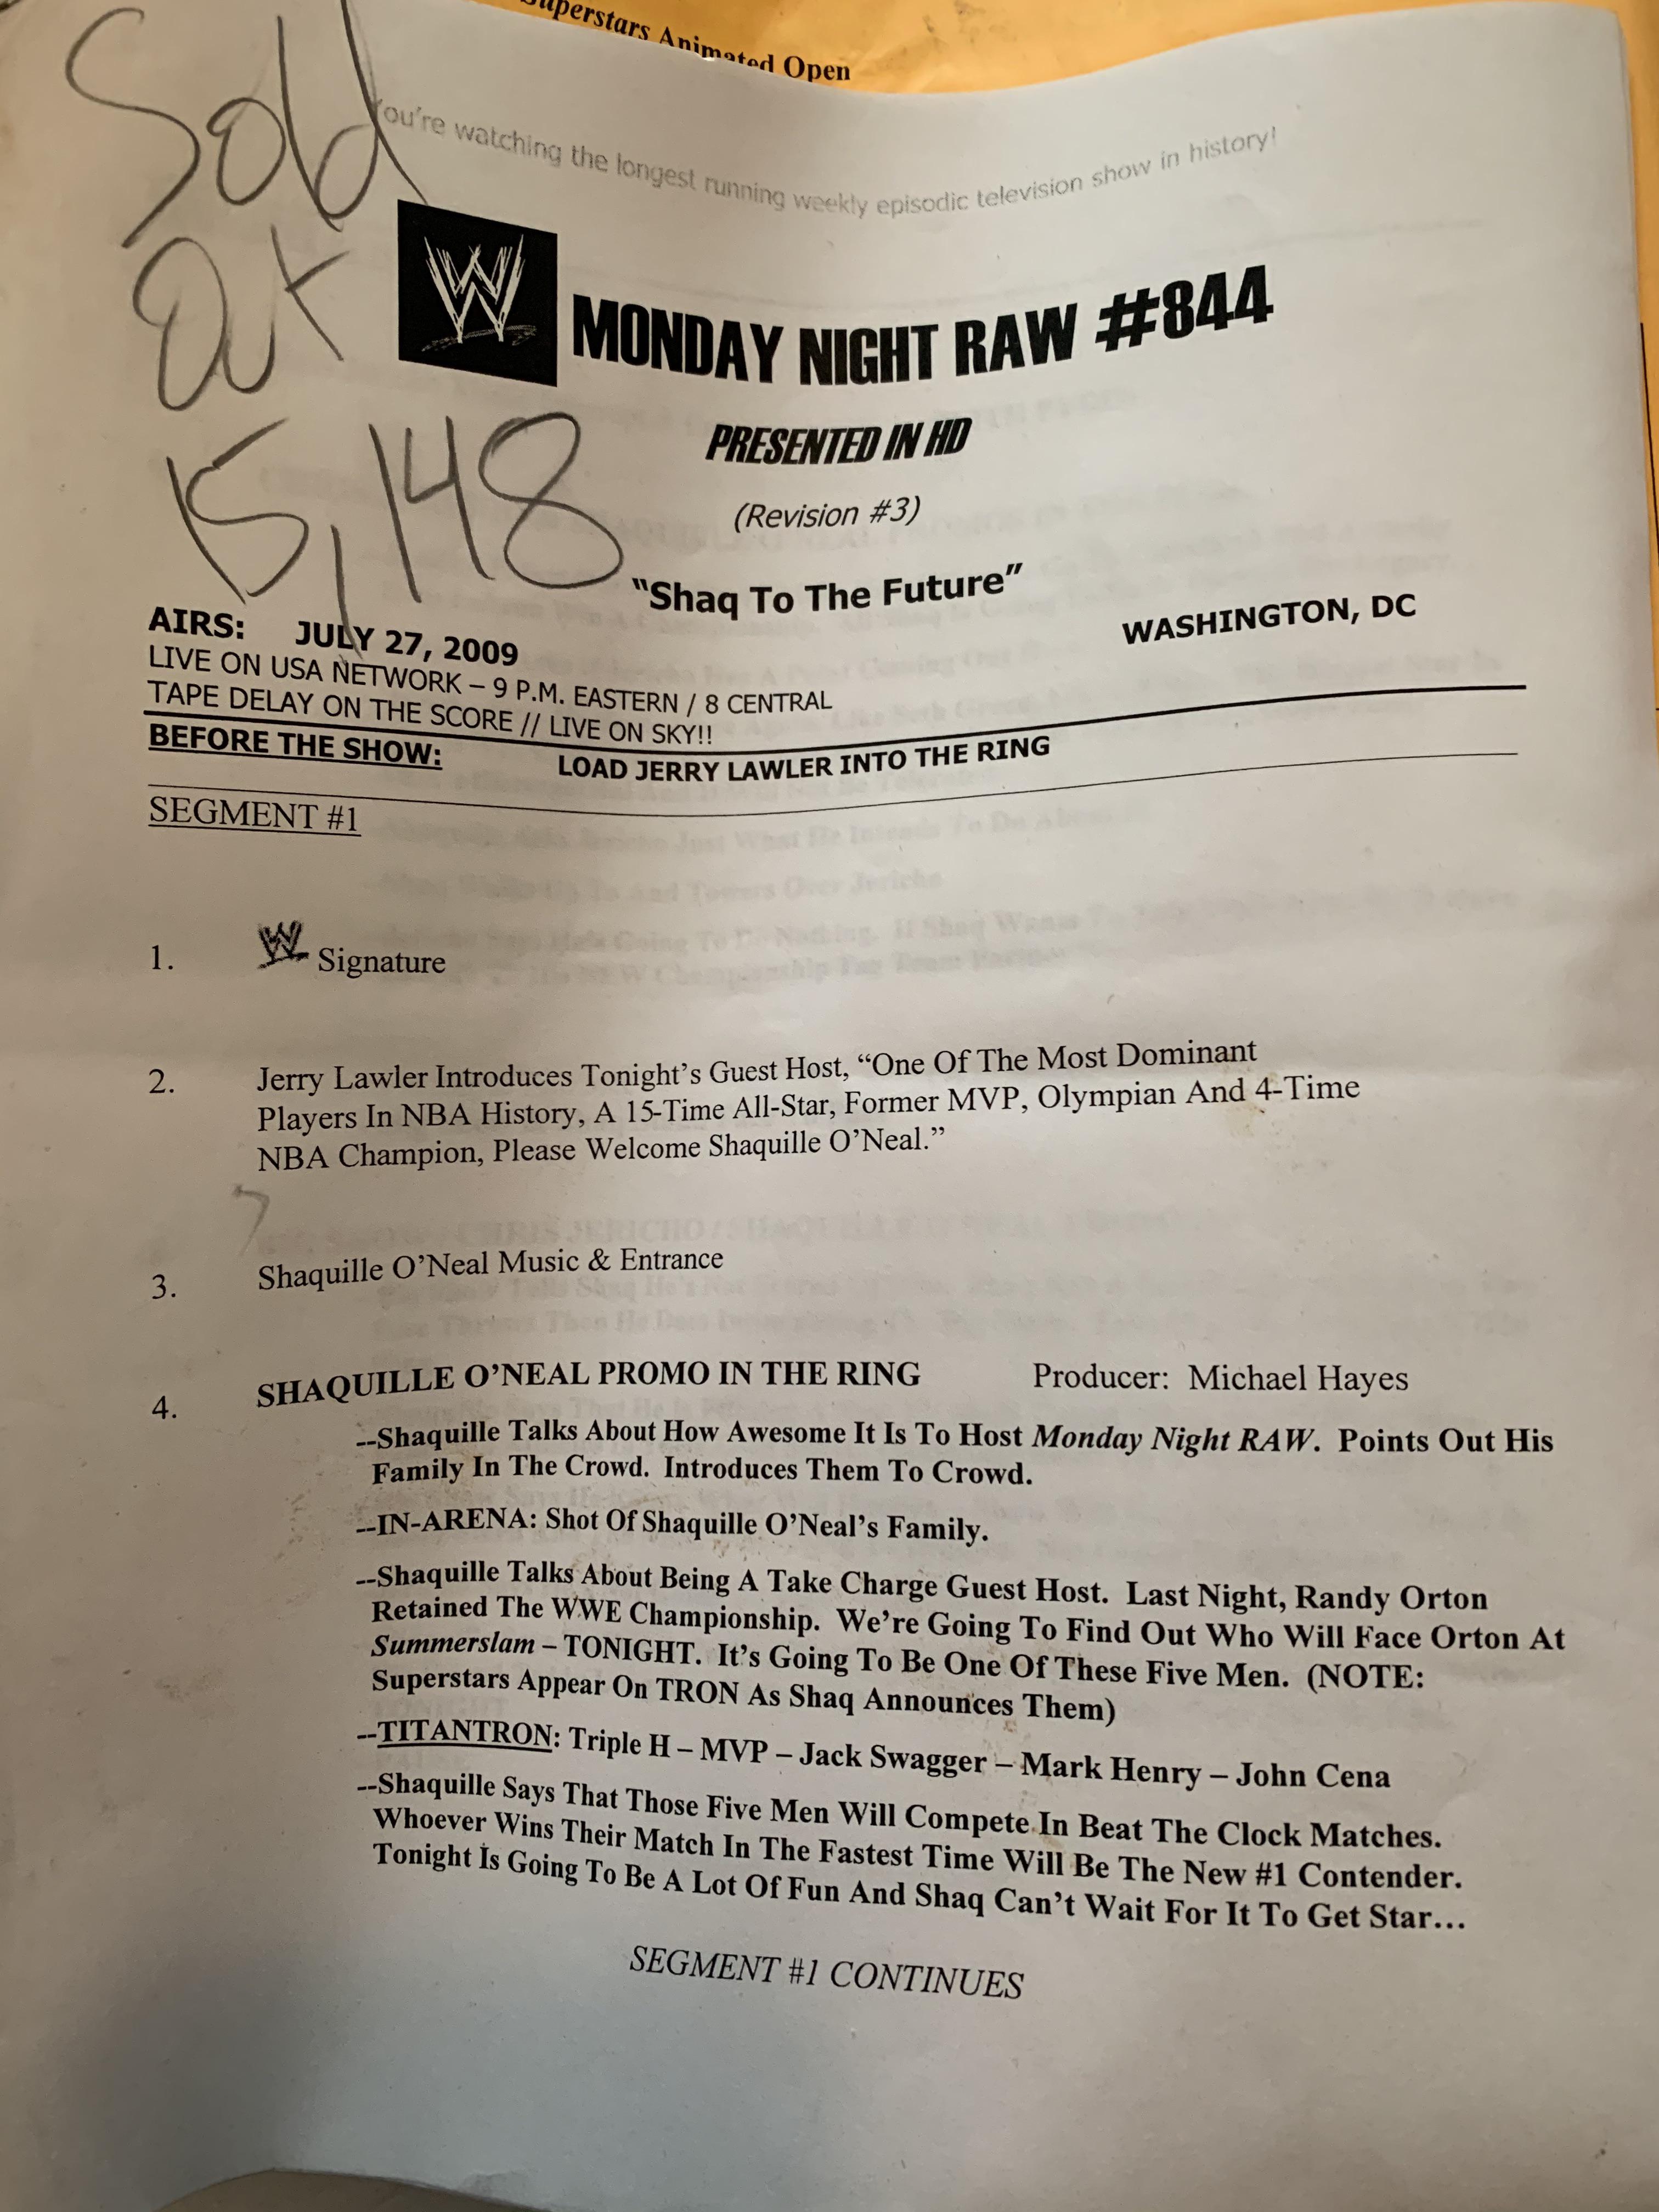 Superstars Animated Open
Sold
Out
15,148
You're watching the longest running weekly episodic television show in history!
W
MONDAY NIGHT RAW #844
PRESENTED IN HD
(Revision #3)
"Shaq To The Future"
AIRS: JULY 27, 2009 WASHINGTON, DC
LIVE ON USA NETWORK – 9 P.M. EASTERN / 8 CENTRAL
TAPE DELAY ON THE SCORE // LIVE ON SKY!!
BEFORE THE SHOW: LOAD JERRY LAWLER INTO THE RING
SEGMENT #1
1. W Signature
2. Jerry Lawler Introduces Tonight's Guest Host, “One Of The Most Dominant
Players In NBA History, A 15-Time All-Star, Former MVP, Olympian And 4-Time
NBA Champion, Please Welcome Shaquille O'Neal.”
3. Shaquille O'Neal Music & Entrance
4. SHAQUILLE O'NEAL PROMO IN THE RING Producer: Michael Hayes
--Shaquille Talks About How Awesome It Is To Host Monday Night RAW. Points Out His
Family In The Crowd. Introduces Them To Crowd.
--IN-ARENA: Shot Of Shaquille O'Neal's Family.
--Shaquille Talks About Being A Take Charge Guest Host. Last Night, Randy Orton
Retained The WWE Championship. We're Going To Find Out Who Will Face Orton At
Summerslam – TONIGHT. It's Going To Be One Of These Five Men. (NOTE:
Superstars Appear On TRON As Shaq Announces Them)
--TITANTRON: Triple H – MVP – Jack Swagger – Mark Henry – John Cena
--Shaquille Says That Those Five Men Will Compete In Beat The Clock Matches.
Whoever Wins Their Match In The Fastest Time Will Be The New #1 Contender.
Tonight Is Going To Be A Lot Of Fun And Shaq Can't Wait For It To Get Star…
SEGMENT #1 CONTINUES